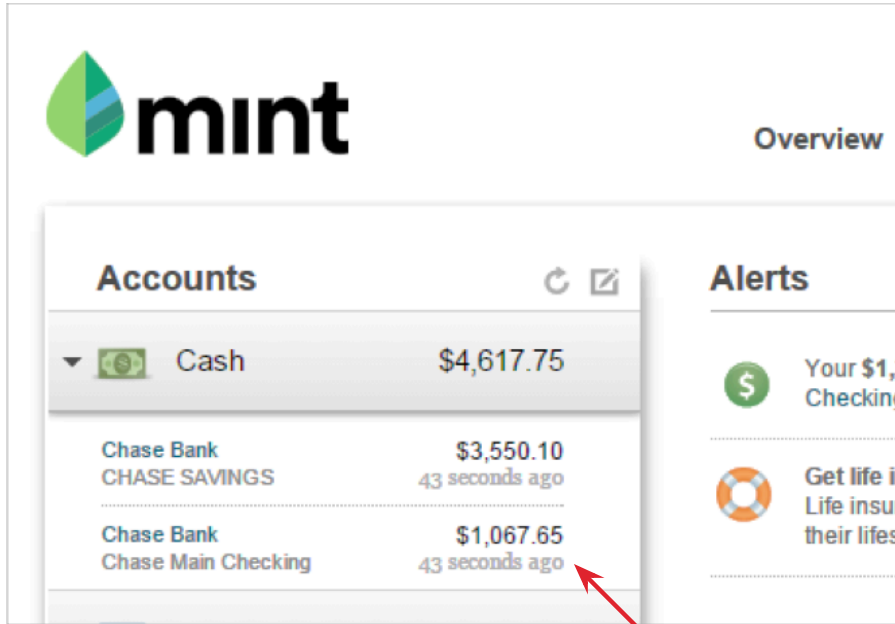 mint
Overview
Accounts
Cash $4,617.75
Chase Bank $3,550.10
CHASE SAVINGS 43 seconds ago
Chase Bank $1,067.65
Chase Main Checking 43 seconds ago
Alerts
Your $1,
Checking
Get life i
Life insu
their lifes